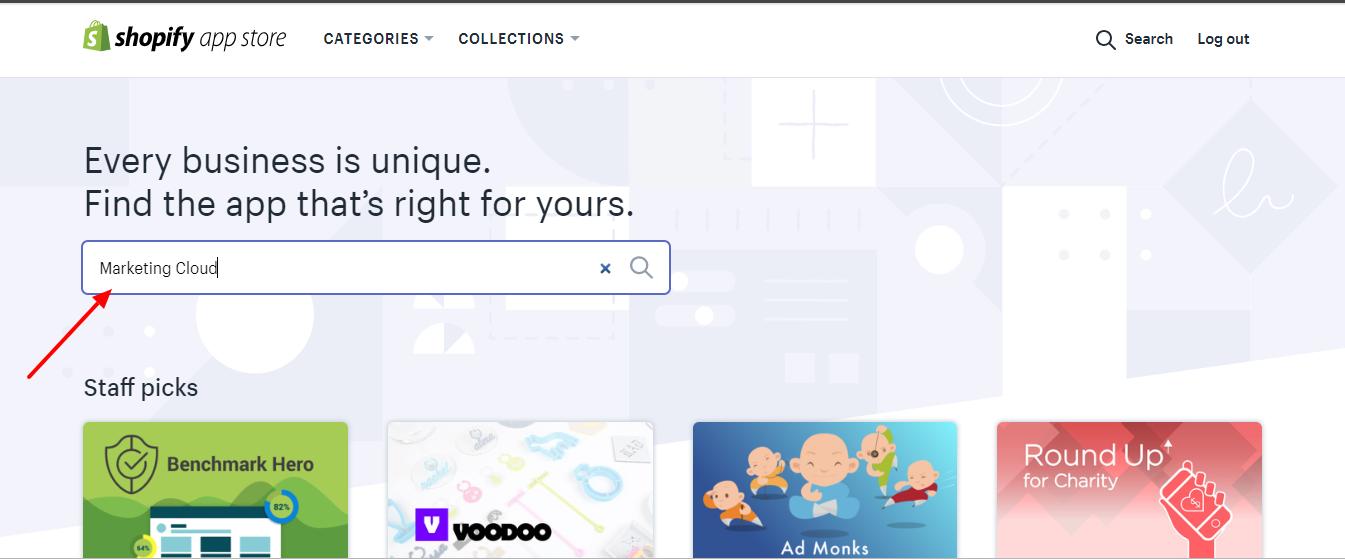 shopify app store
CATEGORIES
COLLECTIONS
Search
Log out
Every business is unique.
Find the app that’s right for yours.
Marketing Cloud
Staff picks
Benchmark Hero
82%
64%
V VOODOO
Ad Monks
Round Up
for Charity